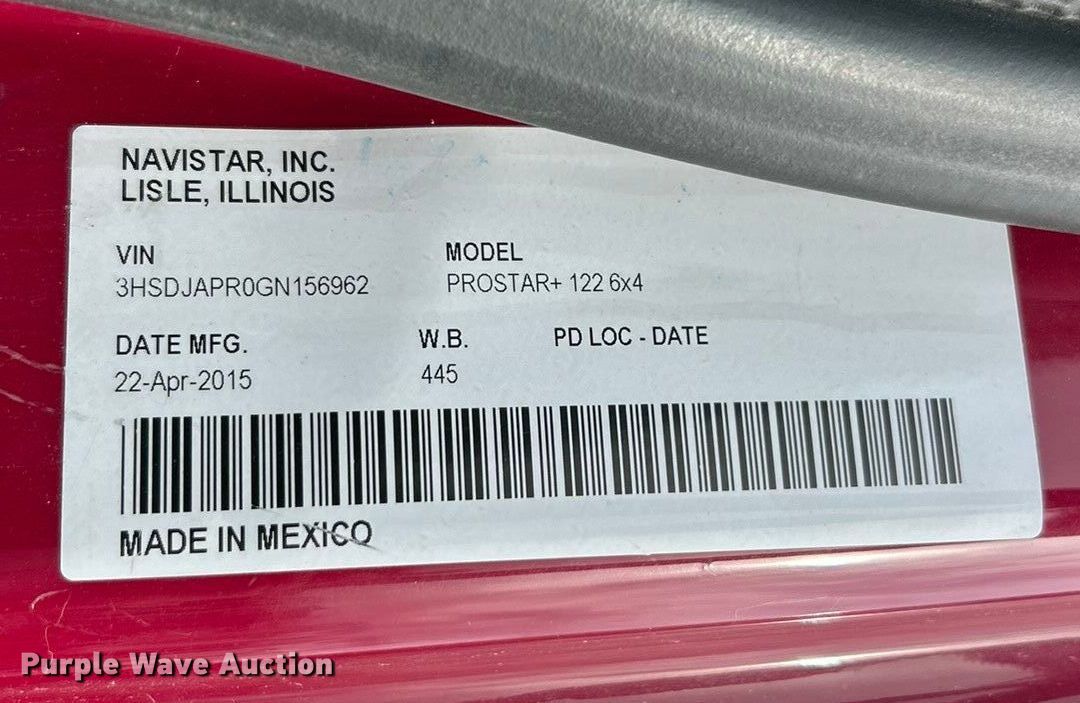 NAVISTAR, INC.
LISLE, ILLINOIS
VIN
MODEL
3HSDJAPR0GN156962
PROSTAR+ 122 6x4
DATE MFG.
W.B.
PD LOC - DATE
22-Apr-2015
445
MADE IN MEXICO
Purple Wave Auction